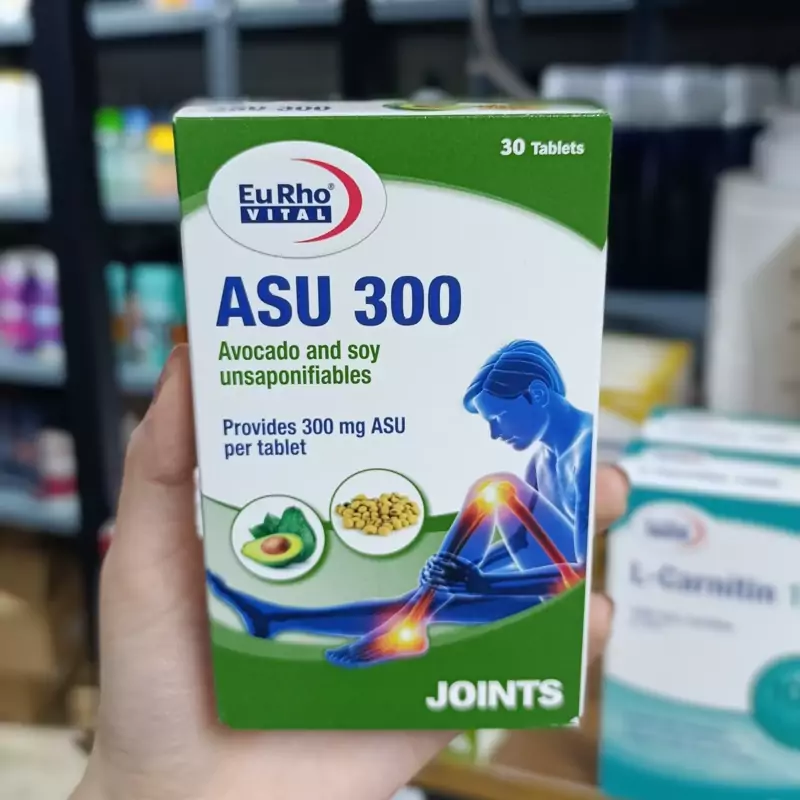 ASU 300
30 Tablets
EuRho®
VITAL
ASU 300
Avocado and soy
unsaponifiables
Provides 300 mg ASU
per tablet
JOINTS
L-Carnitin